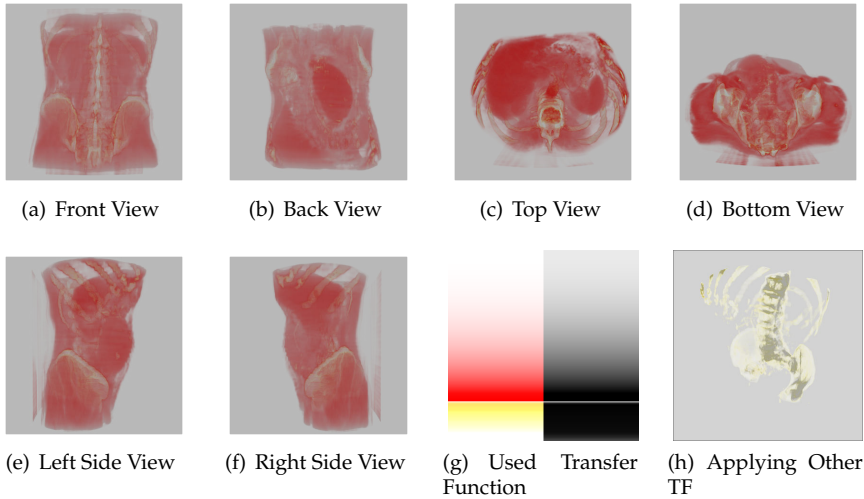 (a) Front View
(b) Back View
(c) Top View
(d) Bottom View
(e) Left Side View
(f) Right Side View
(g) Used Transfer
Function
(h) Applying Other
TF